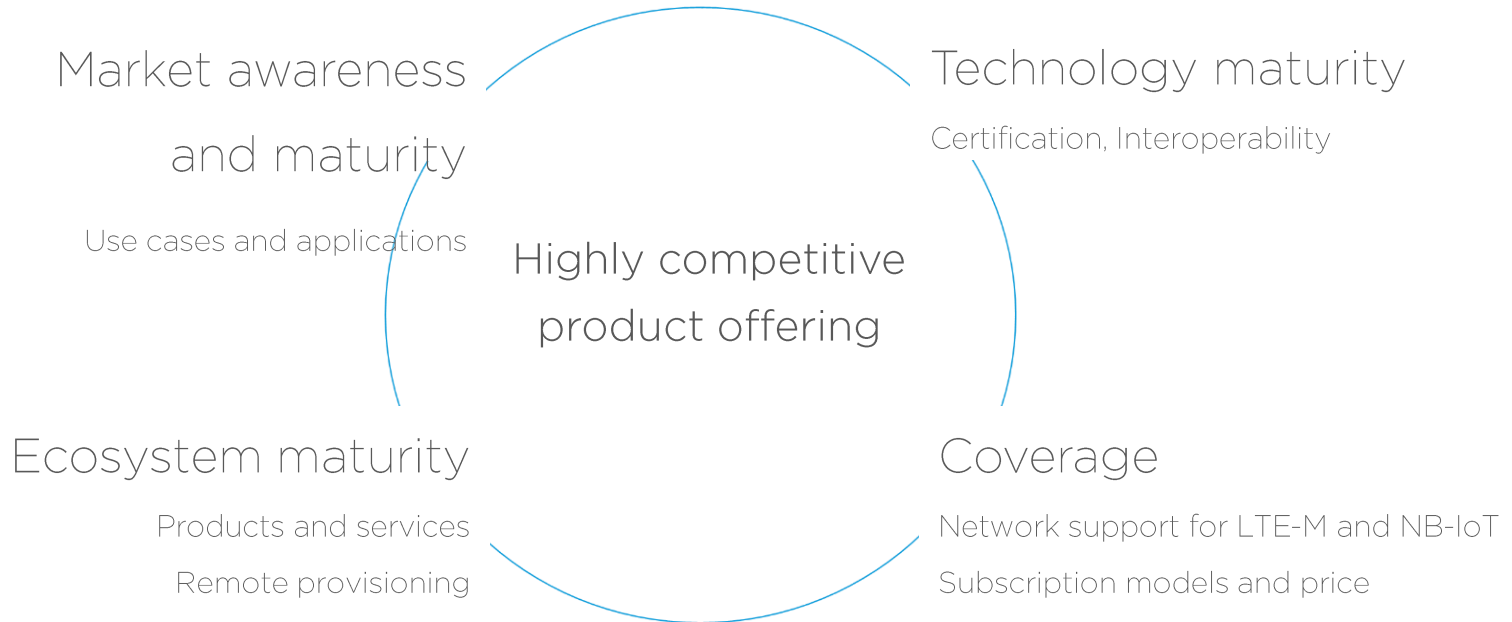 Market awareness
and maturity
Use cases and applications
Technology maturity
Certification, Interoperability
Highly competitive
product offering
Ecosystem maturity
Products and services
Remote provisioning
Coverage
Network support for LTE-M and NB-IoT
Subscription models and price